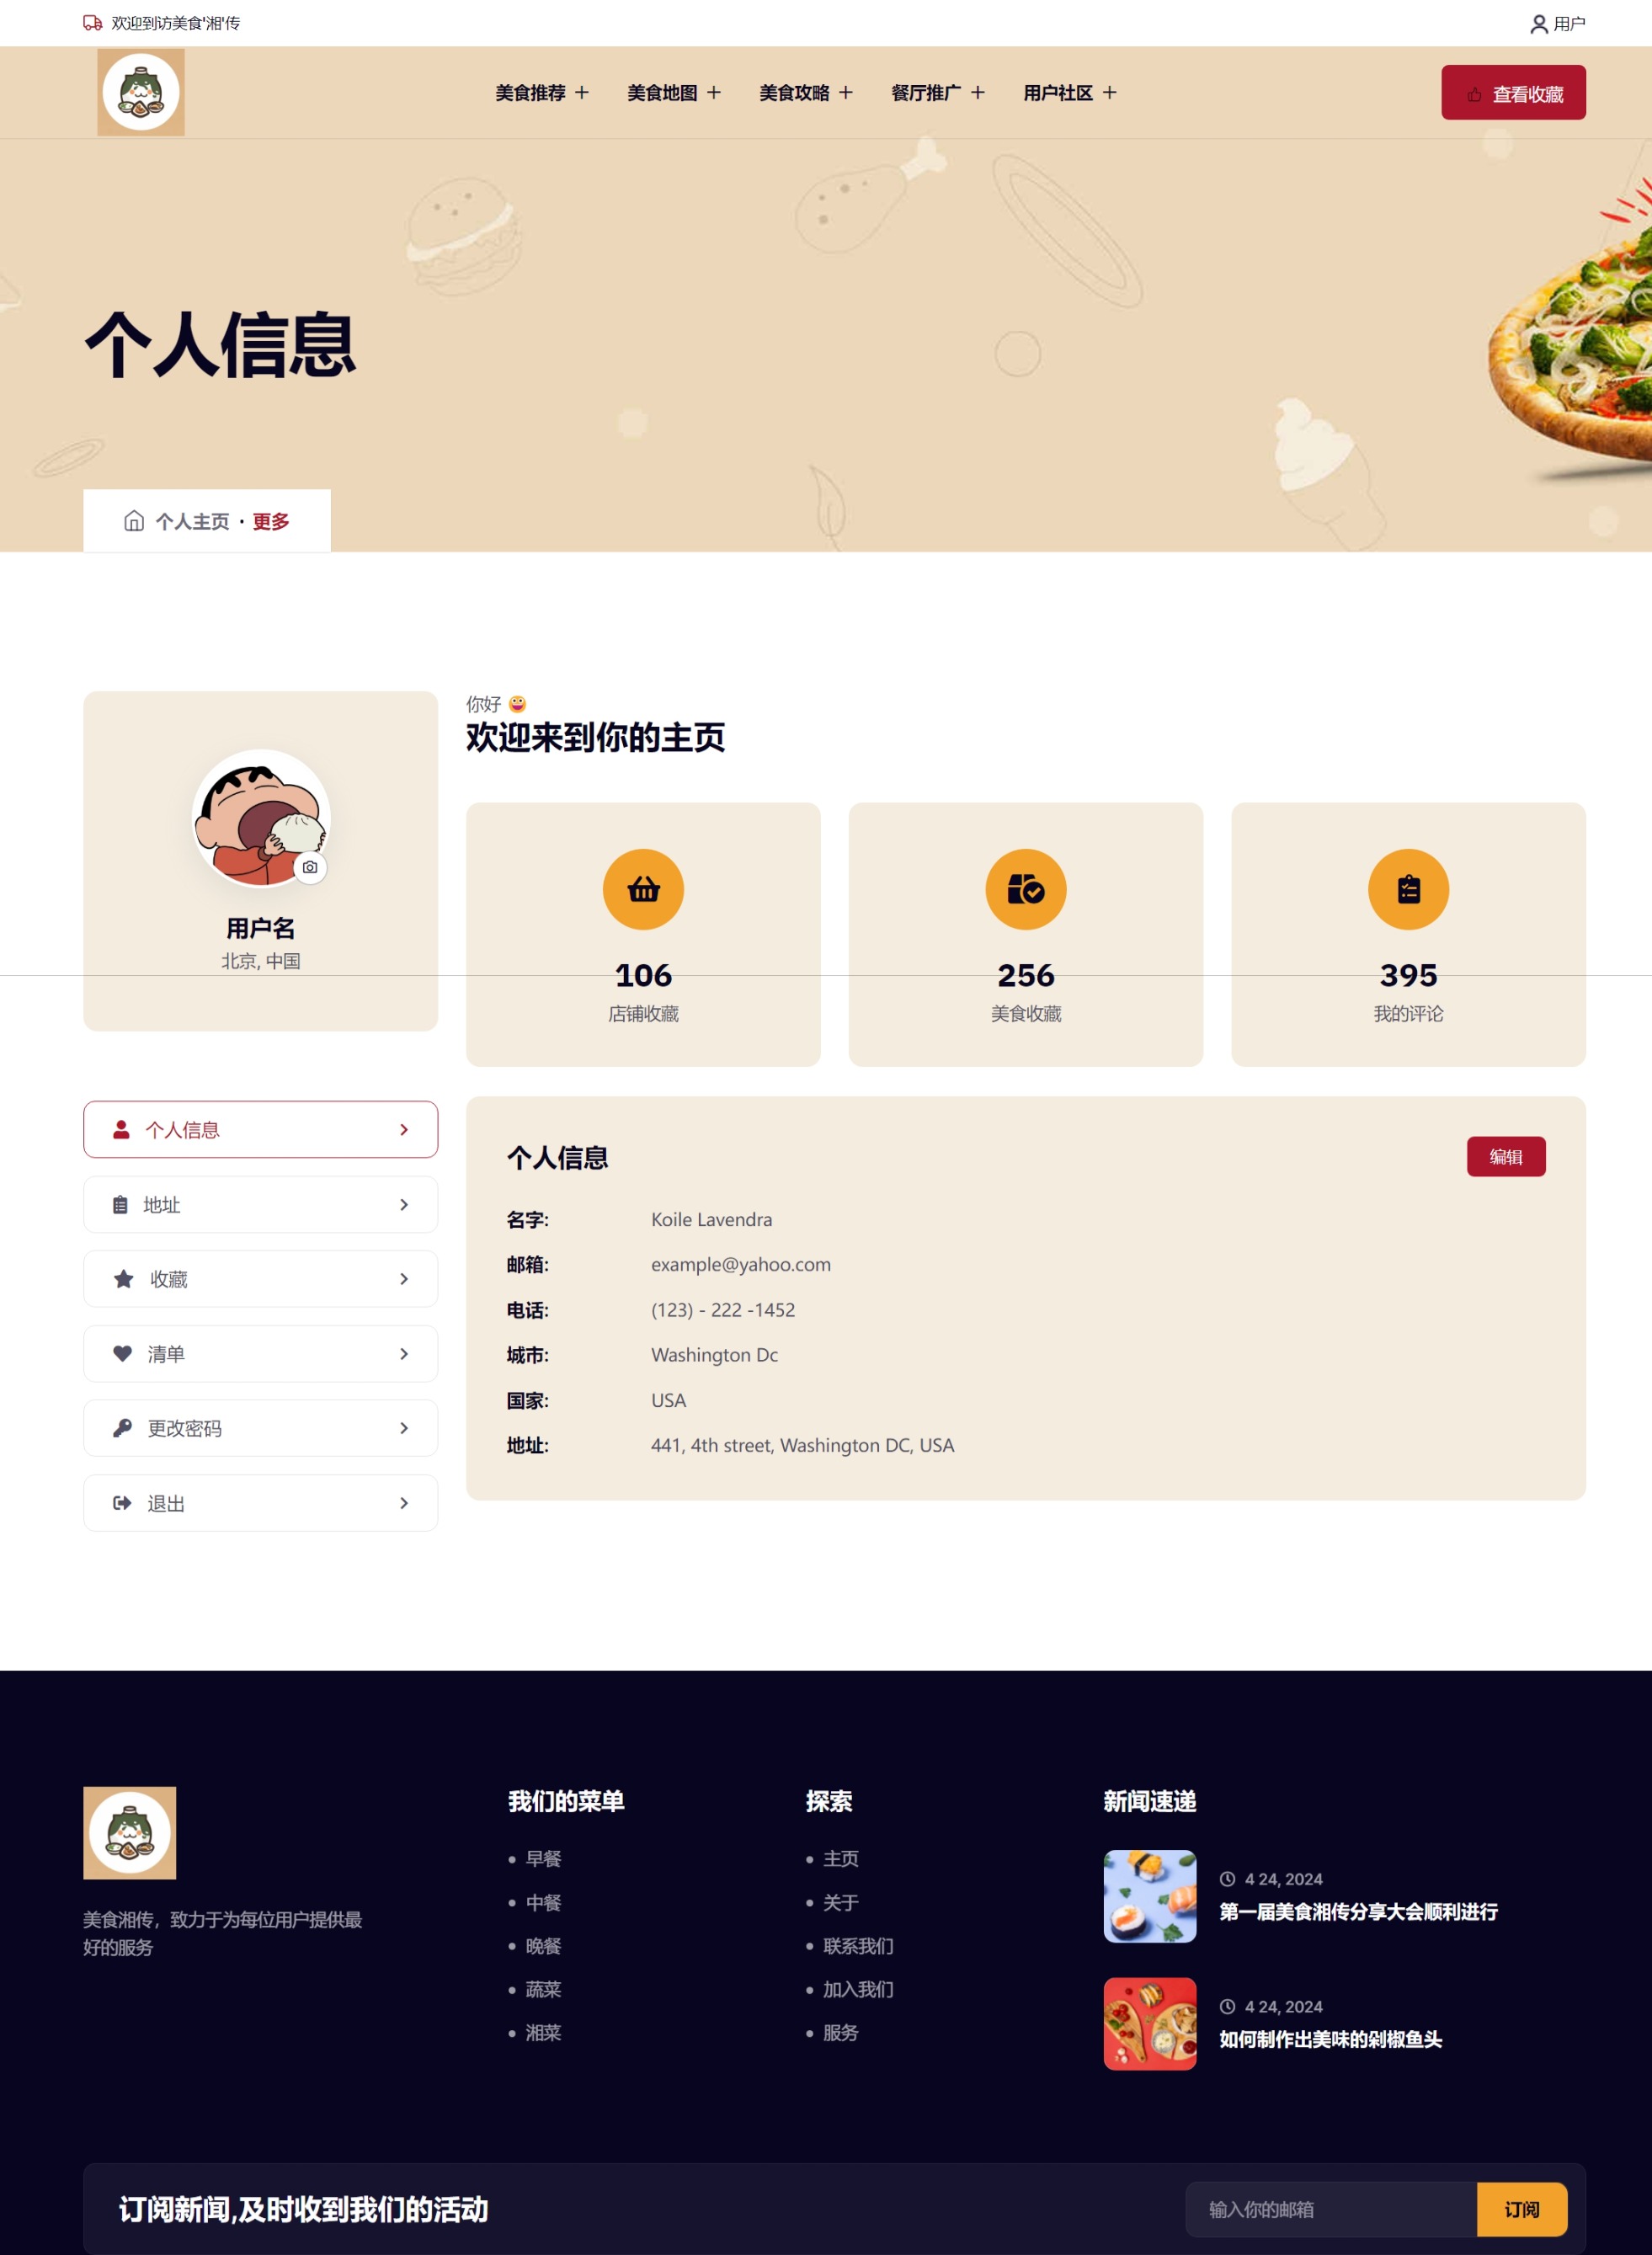 欢迎到访美食'湘'传
用户
美食推荐
美食地图
美食攻略
餐厅推广
用户社区
查看收藏
个人信息
个人主页 · 更多
你好
欢迎来到你的主页
用户名
北京, 中国
106
店铺收藏
256
美食收藏
395
我的评论
个人信息
地址
收藏
清单
更改密码
退出
个人信息
编辑
名字: Koile Lavendra
邮箱: example@yahoo.com
电话: (123) - 222 -1452
城市: Washington Dc
国家: USA
地址: 441, 4th street, Washington DC, USA
美食湘传，致力于为每位用户提供最
好的服务
我们的菜单
早餐
中餐
晚餐
蔬菜
湘菜
探索
主页
关于
联系我们
加入我们
服务
新闻速递
4 24, 2024
第一届美食湘传分享大会顺利进行
4 24, 2024
如何制作出美味的剁椒鱼头
订阅新闻,及时收到我们的活动
输入你的邮箱
订阅